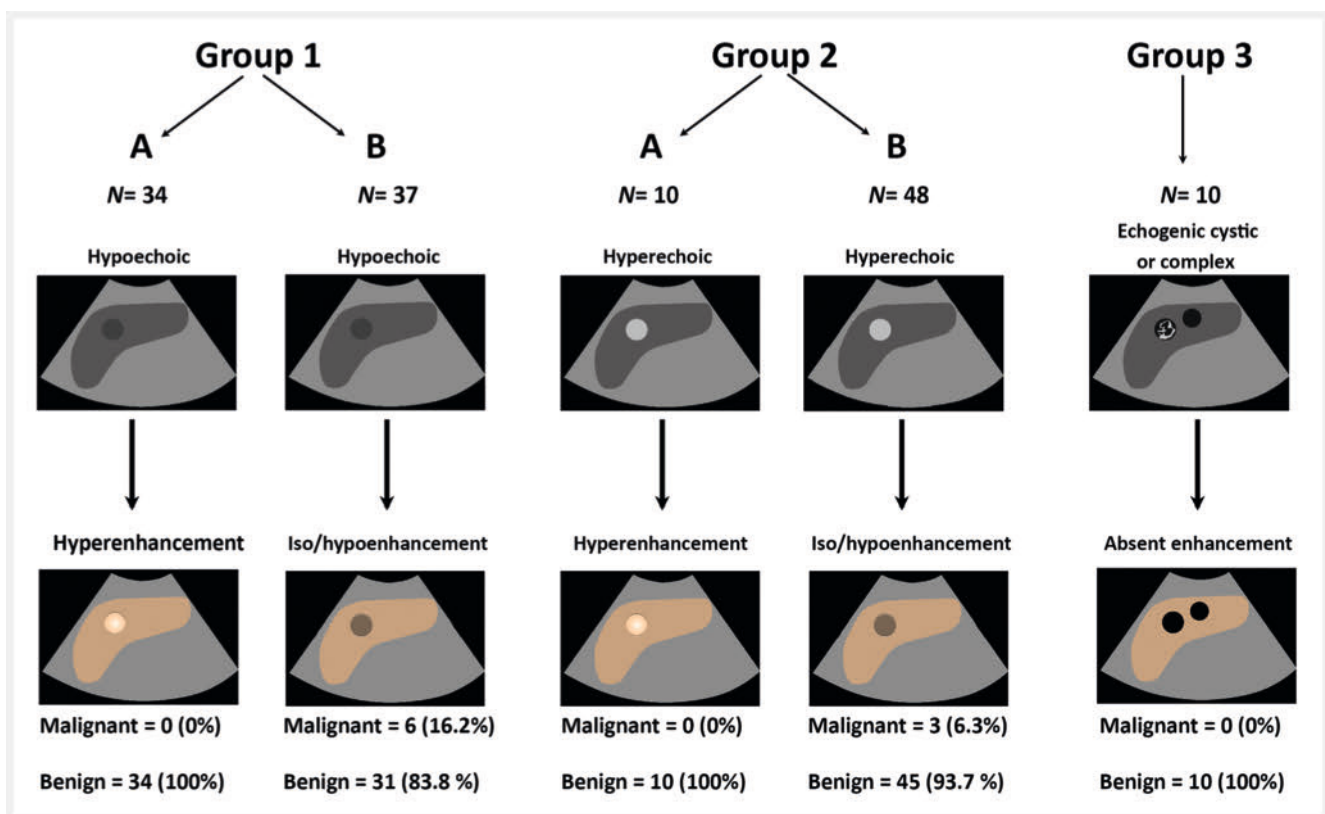 Group 1
Group 2
Group 3
A
B
A
B
N= 34
N= 37
N= 10
N= 48
N= 10
Hypoechoic
Hypoechoic
Hyperechoic
Hyperechoic
Echogenic cystic
or complex
Hyperenhancement
Iso/hypoenhancement
Hyperenhancement
Iso/hypoenhancement
Absent enhancement
Malignant = 0 (0%)
Malignant = 6 (16.2%)
Malignant = 0 (0%)
Malignant = 3 (6.3%)
Malignant = 0 (0%)
Benign = 34 (100%)
Benign = 31 (83.8 %)
Benign = 10 (100%)
Benign = 45 (93.7 %)
Benign = 10 (100%)